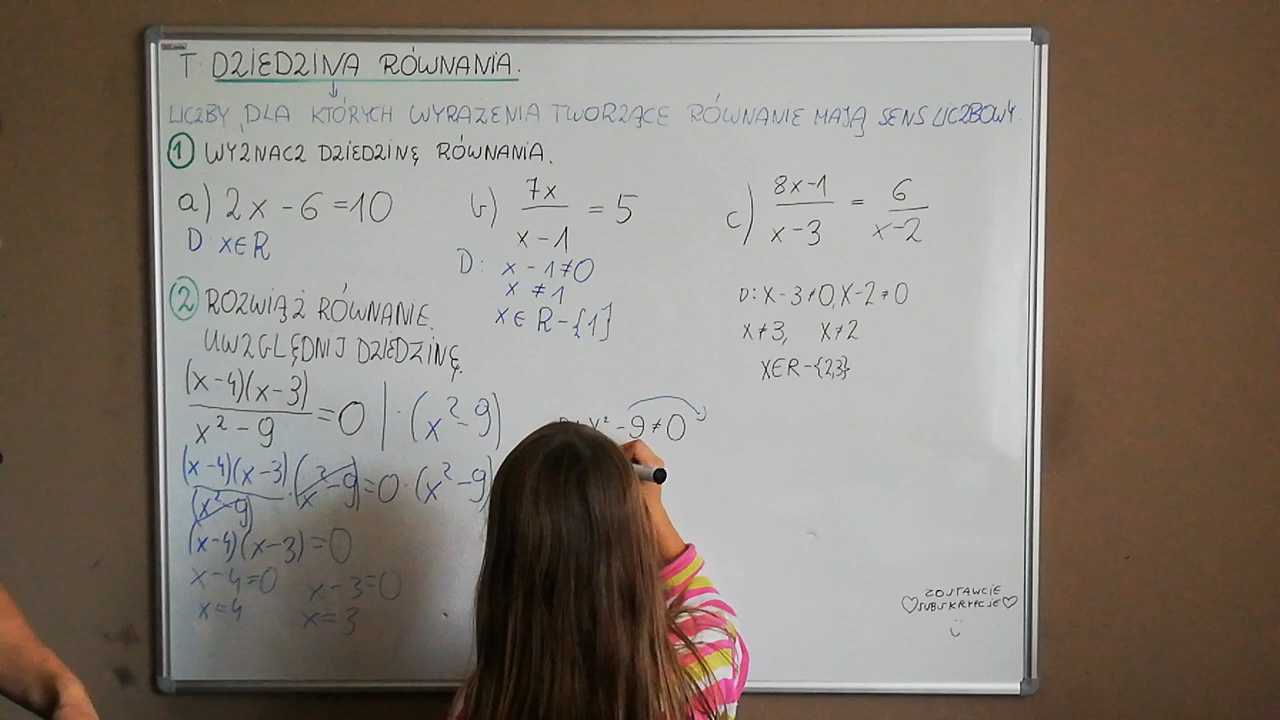 T: DZIEDZINA RÓWNANIA.
LICZBY, DLA KTÓRYCH WYRAŻENIA TWORZĄCE RÓWNANIE MAJĄ SENS LICZBOWY.
1 WYZNACZ DZIEDZINĘ RÓWNANIA.
a) 2x - 6 = 10
D x∈R
b) 7x / x - 1 = 5
D: x - 1 ≠ 0
x ≠ 1
x ∈ R - {1}
c) 8x-1 / x-3 = 6 / x-2
D: x - 3 ≠ 0, x - 2 ≠ 0
x ≠ 3, x ≠ 2
x∈R-{2,3}
2 ROZWIĄŻ RÓWNANIE.
UWZGLĘDNIJ DZIEDZINĘ.
(x-4)(x-3) / x² - 9 = 0 | · (x² - 9)
(x-4)(x-3) / (x²-9) · (x²-9) = 0 · (x² - 9)
(x-4)(x-3) = 0
x-4=0 x-3=0
x=4 x=3
x² - 9 ≠ 0
ZOSTAWCIE
♡SUBSKRYPCJE♡